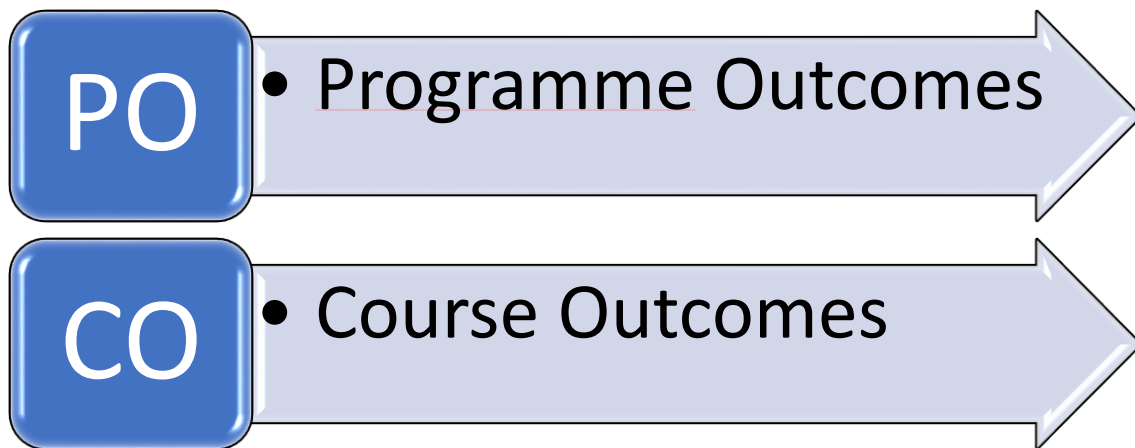 PO
• Programme Outcomes
CO
• Course Outcomes